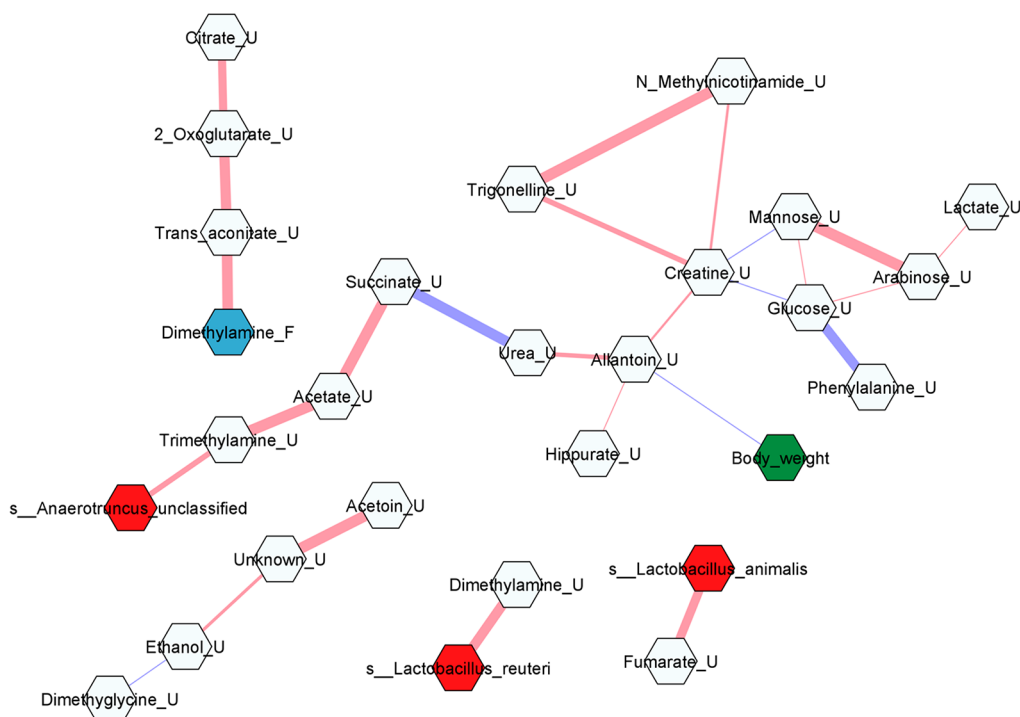 Citrate_U
N_Methylnicotinamide_U
2_Oxoglutarate_U
Trigonelline_U
Mannose_U
Lactate_U
Trans_aconitate_U
Succinate_U
Creatine_U
Arabinose_U
Glucose_U
Dimethylamine_F
Urea_U
Allantoin_U
Phenylalanine_U
Acetate_U
Trimethylamine_U
Hippurate_U
Body_weight
s__Anaerotruncus_unclassified
Acetoin_U
Unknown_U
s__Lactobacillus_animalis
Dimethylamine_U
Ethanol_U
Fumarate_U
s__Lactobacillus_reuteri
Dimethyglycine_U